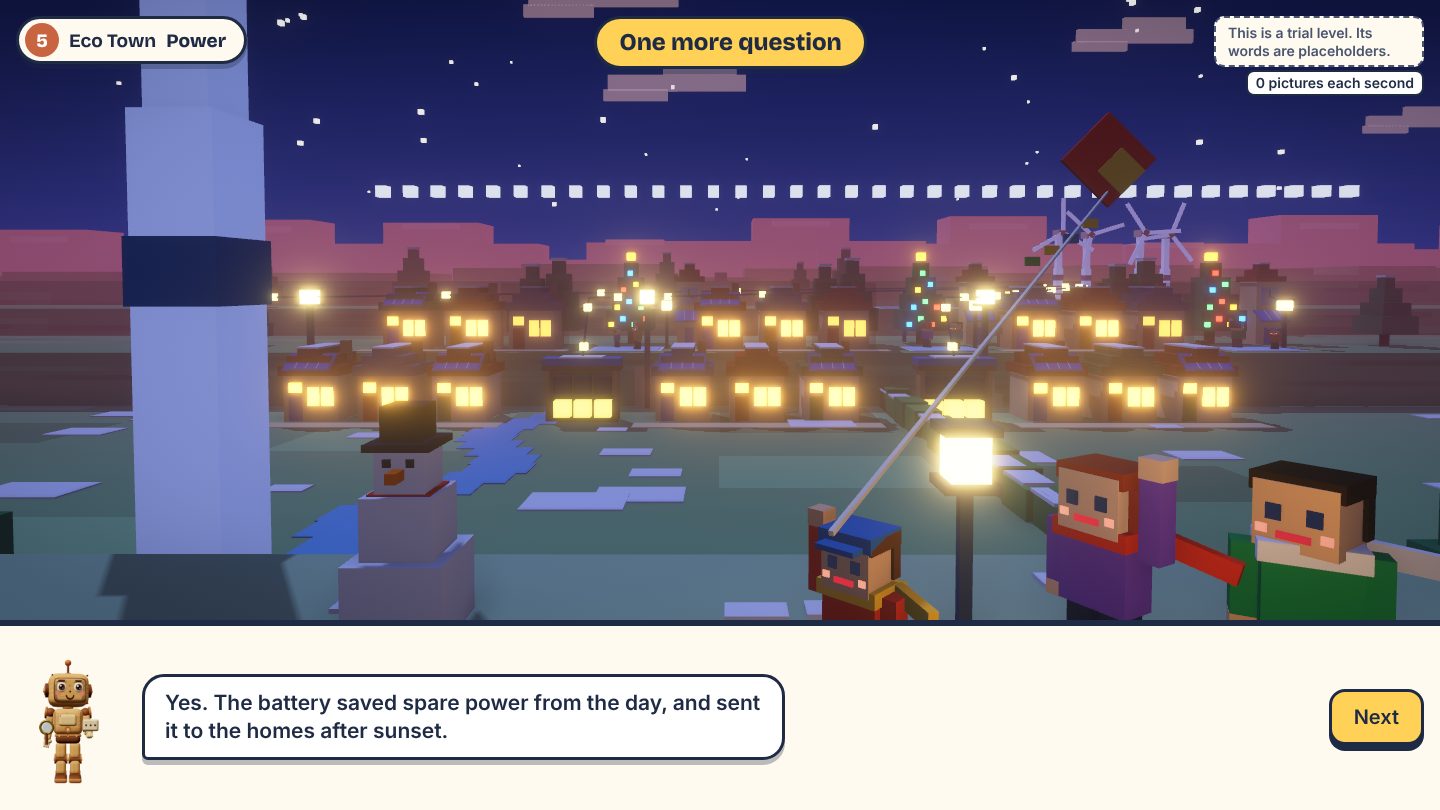 5 Eco Town Power
One more question
This is a trial level. Its
words are placeholders.
0 pictures each second
Yes. The battery saved spare power from the day, and sent
it to the homes after sunset.
Next